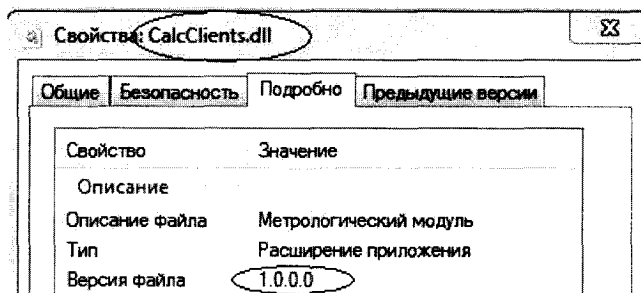 Свойства: CalcClients.dll
Общие Безопасность Подробно Предыдущие версии
Свойство Значение
Описание
Описание файла Метрологический модуль
Тип Расширение приложения
Версия файла 1.0.0.0